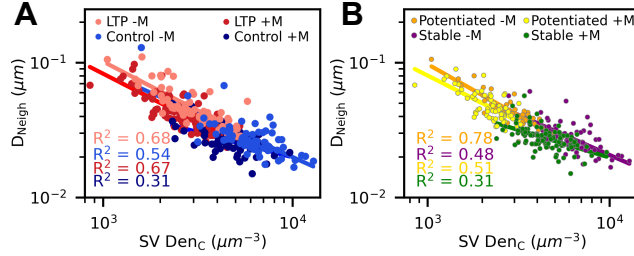 A
LTP -M LTP +M
Control -M Control +M
D_Neigh (μm)
10⁻¹
10⁻²
R² = 0.68
R² = 0.54
R² = 0.67
R² = 0.31
10³ 10⁴
SV Den_C (μm⁻³)
B
Potentiated -M Potentiated +M
Stable -M Stable +M
D_Neigh (μm)
10⁻¹
10⁻²
R² = 0.78
R² = 0.48
R² = 0.51
R² = 0.31
10³ 10⁴
SV Den_C (μm⁻³)